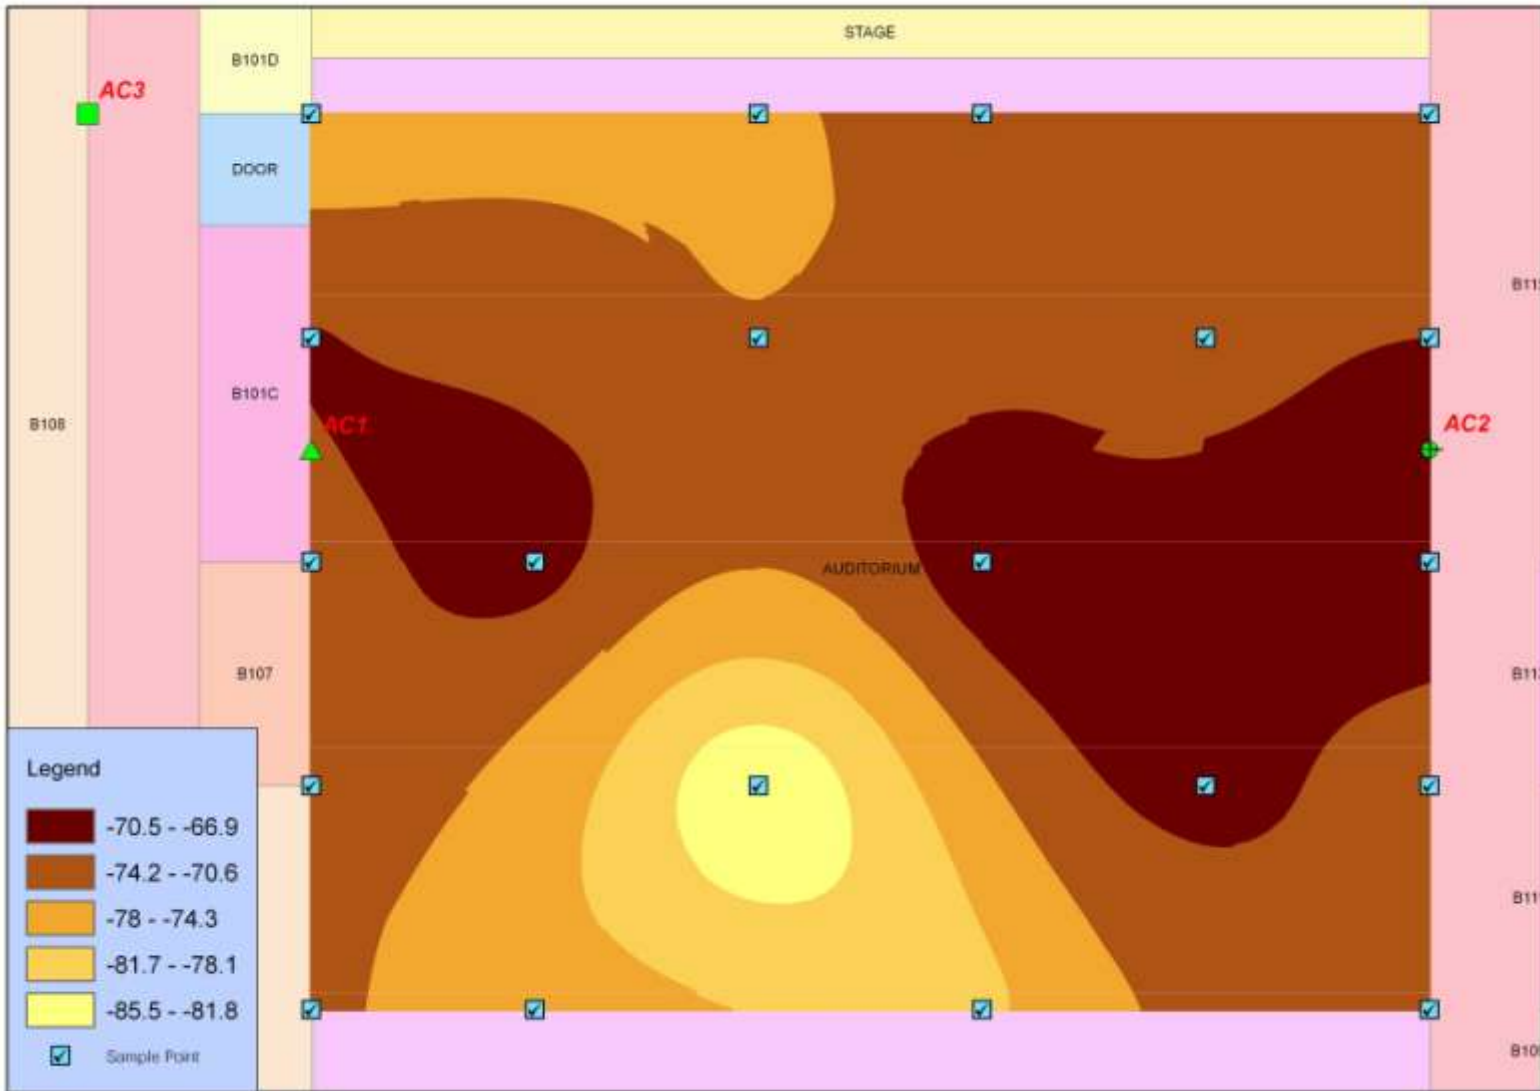 STAGE
B101D
AC3
DOOR
B101C
AC1
B108
AC2
AUDITORIUM
B107
Legend
-70.5 - -66.9
-74.2 - -70.6
-78 - -74.3
-81.7 - -78.1
-85.5 - -81.8
Sample Point